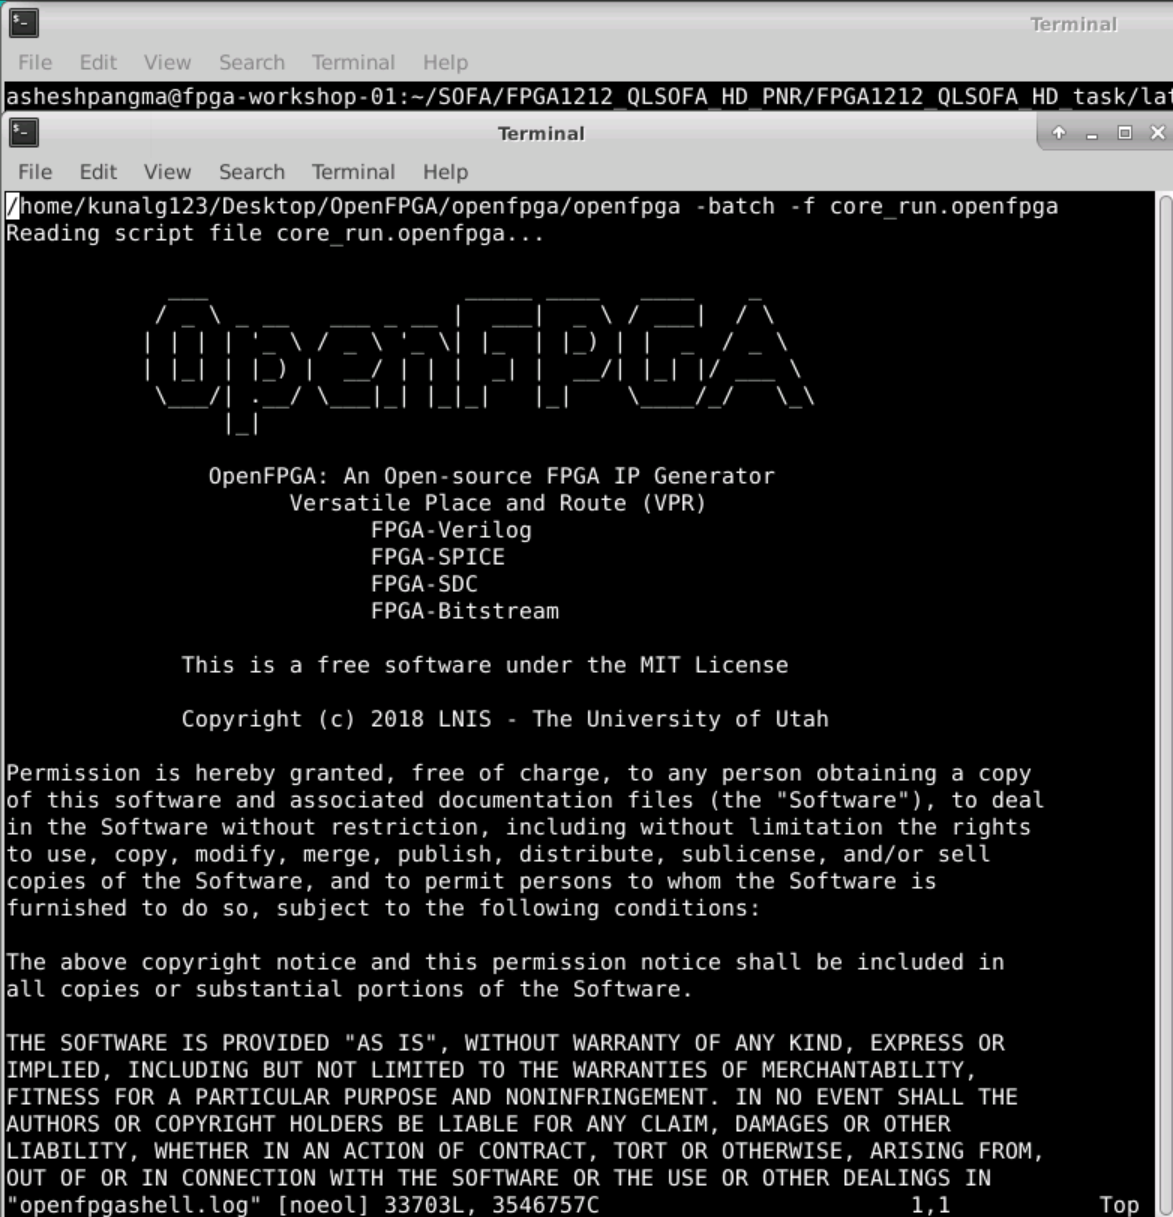 Terminal
File Edit View Search Terminal Help
asheshpangma@fpga-workshop-01:~/SOFA/FPGA1212_QLSOFA_HD_PNR/FPGA1212_QLSOFA_HD_task/lat
Terminal
File Edit View Search Terminal Help
/home/kunalg123/Desktop/OpenFPGA/openfpga/openfpga -batch -f core_run.openfpga
Reading script file core_run.openfpga...
OpenFPGA
OpenFPGA: An Open-source FPGA IP Generator
Versatile Place and Route (VPR)
FPGA-Verilog
FPGA-SPICE
FPGA-SDC
FPGA-Bitstream
This is a free software under the MIT License
Copyright (c) 2018 LNIS - The University of Utah
Permission is hereby granted, free of charge, to any person obtaining a copy
of this software and associated documentation files (the "Software"), to deal
in the Software without restriction, including without limitation the rights
to use, copy, modify, merge, publish, distribute, sublicense, and/or sell
copies of the Software, and to permit persons to whom the Software is
furnished to do so, subject to the following conditions:
The above copyright notice and this permission notice shall be included in
all copies or substantial portions of the Software.
THE SOFTWARE IS PROVIDED "AS IS", WITHOUT WARRANTY OF ANY KIND, EXPRESS OR
IMPLIED, INCLUDING BUT NOT LIMITED TO THE WARRANTIES OF MERCHANTABILITY,
FITNESS FOR A PARTICULAR PURPOSE AND NONINFRINGEMENT. IN NO EVENT SHALL THE
AUTHORS OR COPYRIGHT HOLDERS BE LIABLE FOR ANY CLAIM, DAMAGES OR OTHER
LIABILITY, WHETHER IN AN ACTION OF CONTRACT, TORT OR OTHERWISE, ARISING FROM,
OUT OF OR IN CONNECTION WITH THE SOFTWARE OR THE USE OR OTHER DEALINGS IN
"openfpgashell.log" [noeol] 33703L, 3546757C 1,1 Top